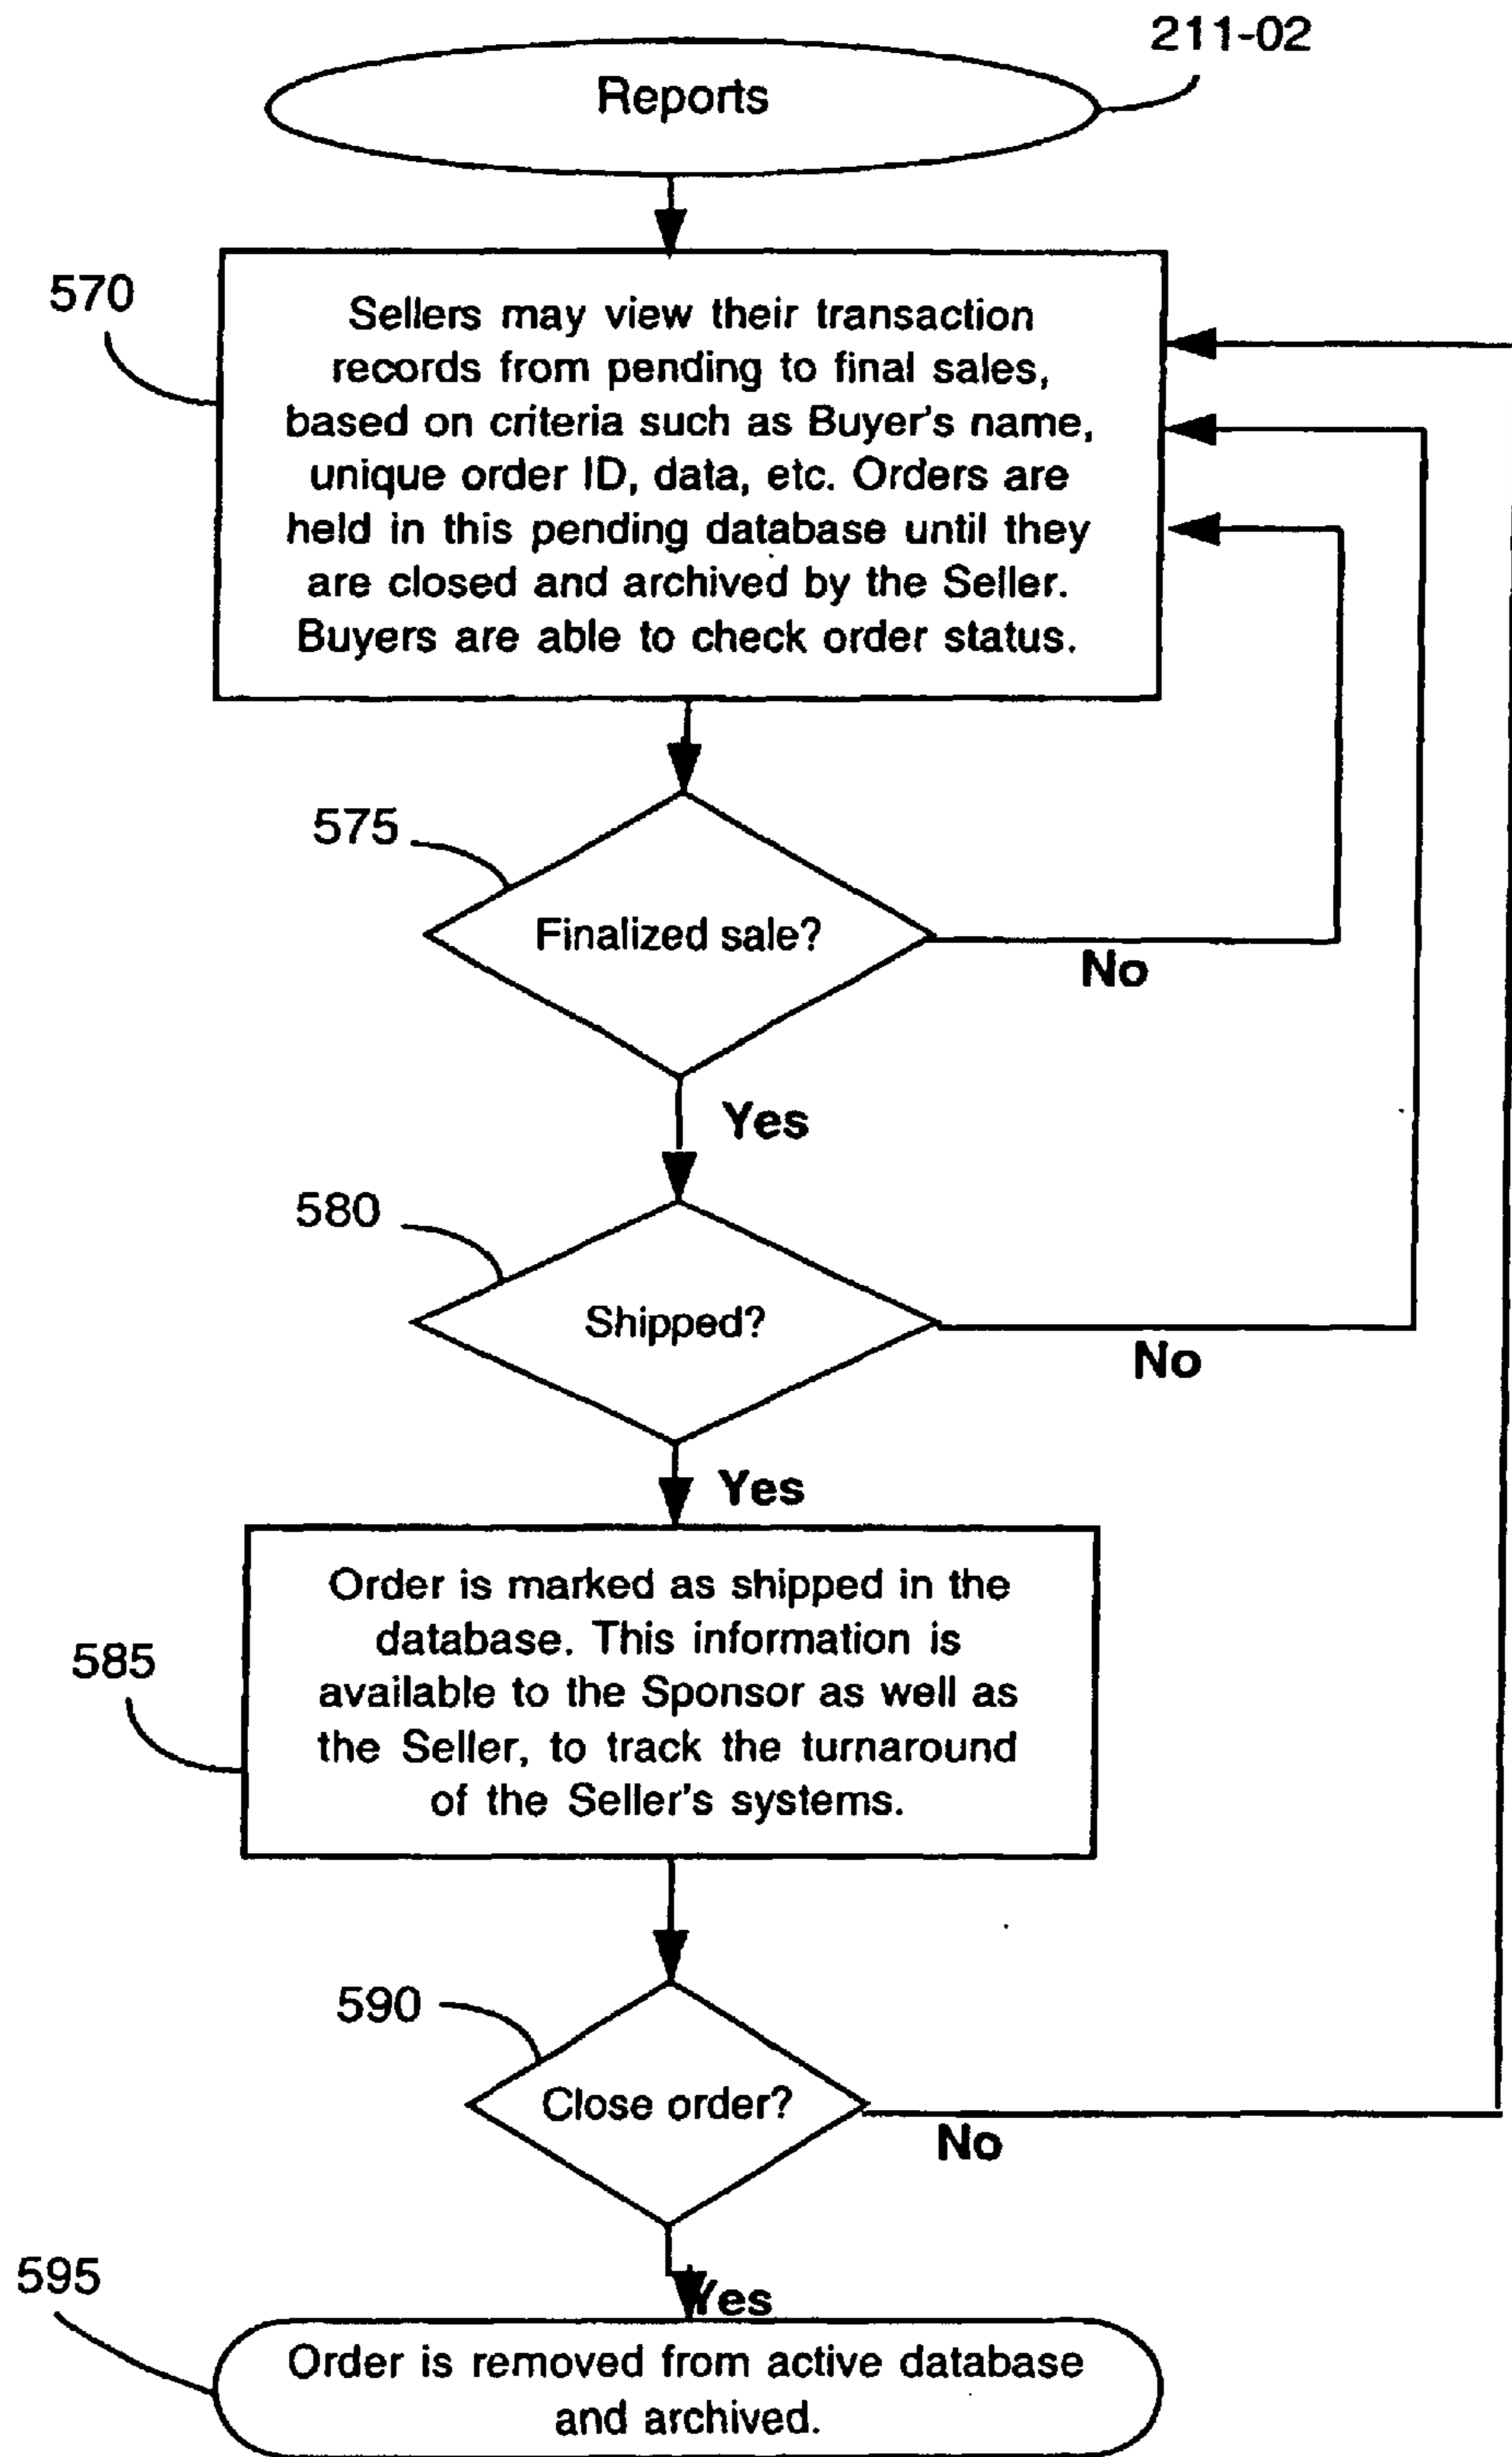 211-02
Reports
570
Sellers may view their transaction
records from pending to final sales,
based on criteria such as Buyer's name,
unique order ID, data, etc. Orders are
held in this pending database until they
are closed and archived by the Seller.
Buyers are able to check order status.
575
Finalized sale?
No
Yes
580
Shipped?
No
Yes
585
Order is marked as shipped in the
database. This information is
available to the Sponsor as well as
the Seller, to track the turnaround
of the Seller's systems.
590
Close order?
No
Yes
595
Order is removed from active database
and archived.